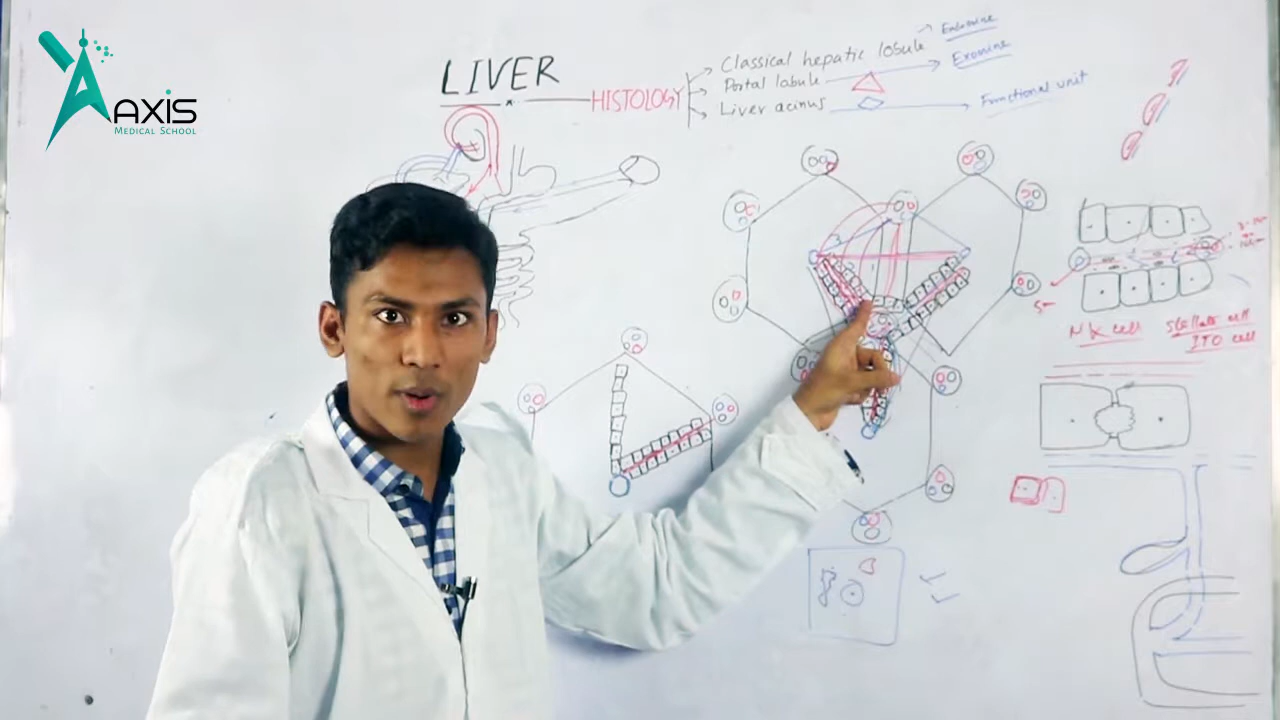 AAXIS
MEDICAL SCHOOL
LIVER
HISTOLOGY
Classical hepatic lobule
Endocrine
Portal lobule
Exocrine
Liver acinus
Functional unit
NK cell
Stellate cell
ITO cell